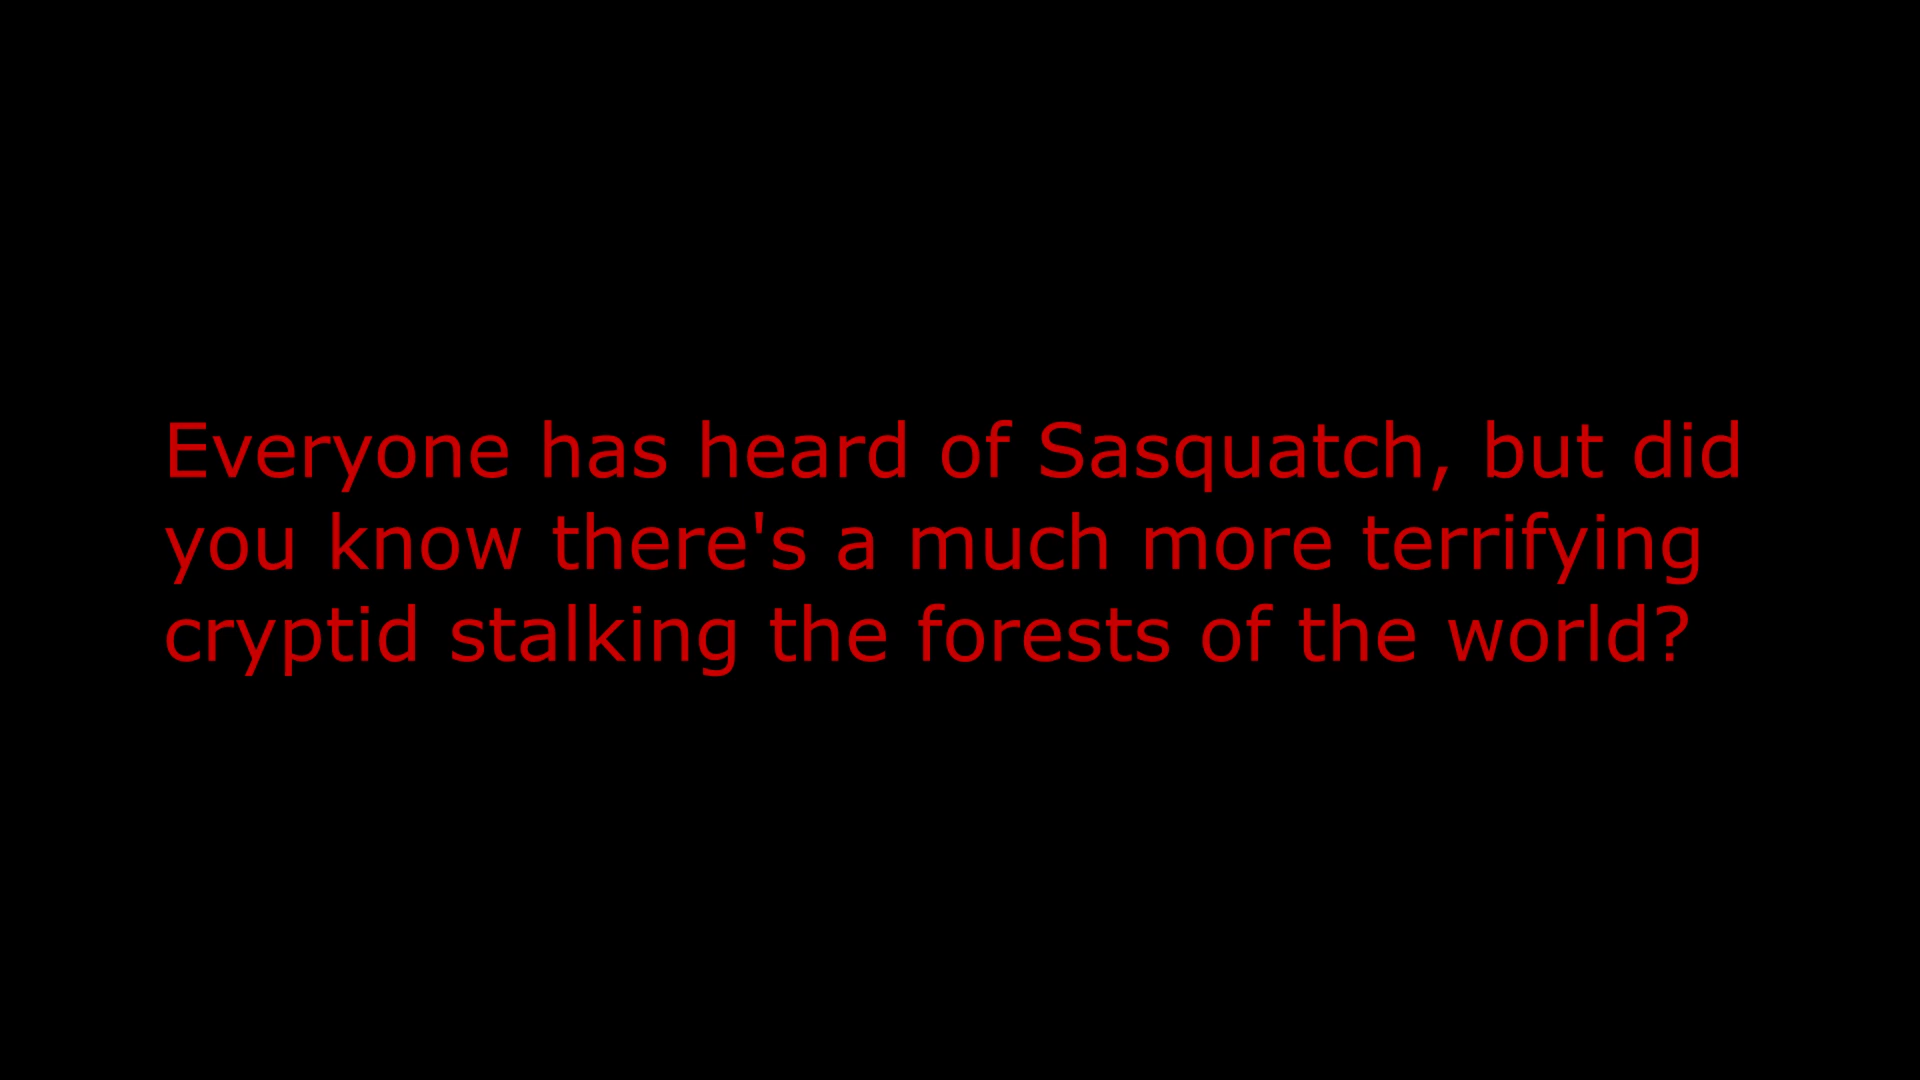 Everyone has heard of Sasquatch, but did
you know there's a much more terrifying
cryptid stalking the forests of the world?